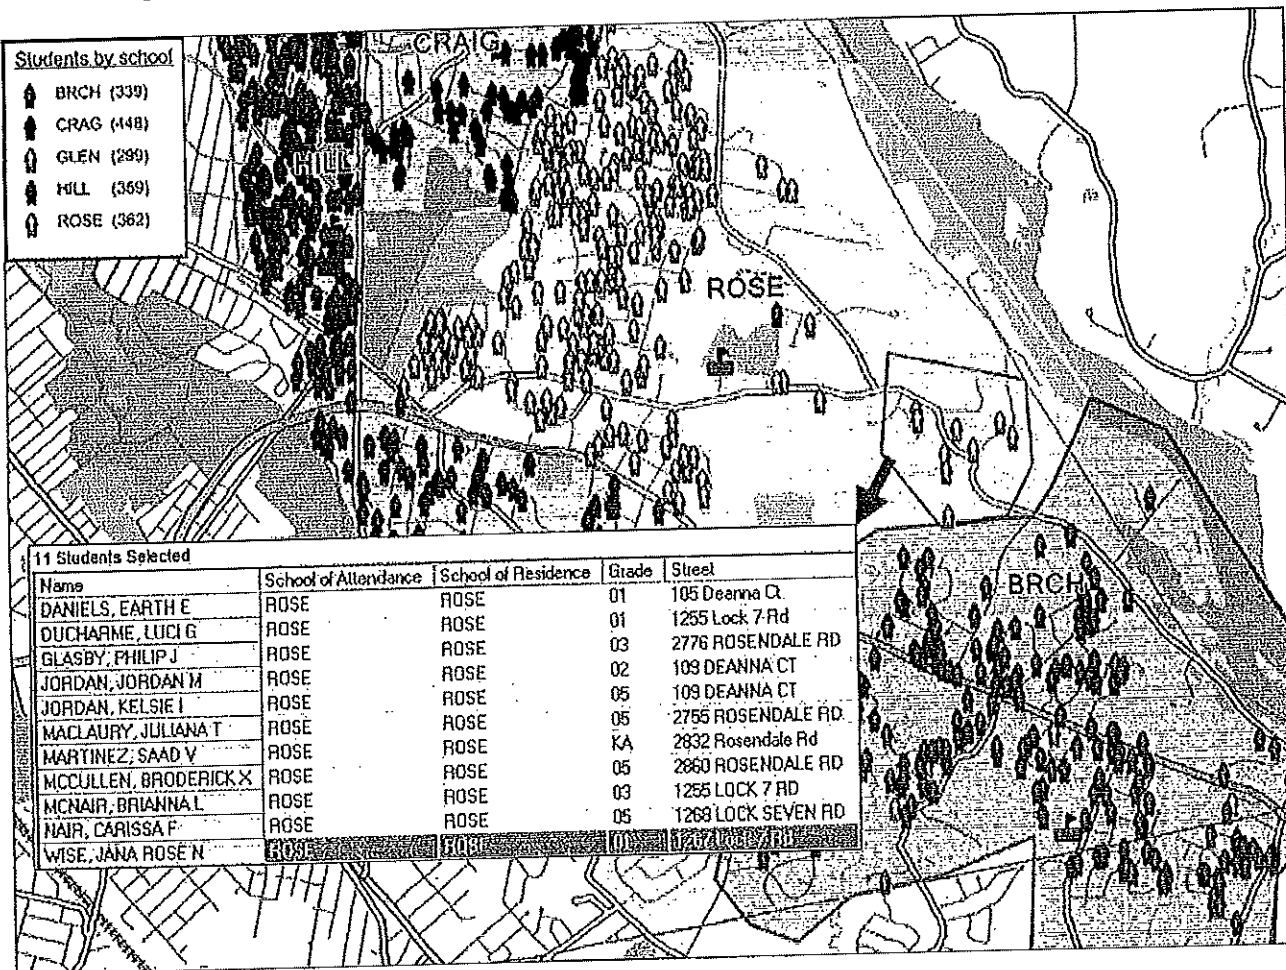 Students by school
BRCH (339)
CRAG (448)
GLEN (299)
HILL (359)
ROSE (362)
CRAIG
HILL
ROSE
BRCH
11 Students Selected
Name School of Attendance School of Residence Grade Street
DANIELS, EARTH E ROSE ROSE 01 105 Deanna Ct.
DUCHARME, LUCI G ROSE ROSE 01 1255 Lock 7 Rd
GLASBY, PHILIP J ROSE ROSE 03 2776 ROSENDALE RD
JORDAN, JORDAN M ROSE ROSE 02 109 DEANNA CT
JORDAN, KELSIE I ROSE ROSE 05 109 DEANNA CT
MACLAURY, JULIANA T ROSE ROSE 05 2755 ROSENDALE RD
MARTINEZ, SAAD V ROSE ROSE KA 2832 Rosendale Rd
MCCULLEN, BRODERICK X ROSE ROSE 05 2860 ROSENDALE RD
MCNAIR, BRIANNA L ROSE ROSE 03 1255 LOCK 7 RD
NAIR, CARISSA F ROSE ROSE 05 1268 LOCK SEVEN RD
WISE, JANA ROSE N ROSE ROSE 01